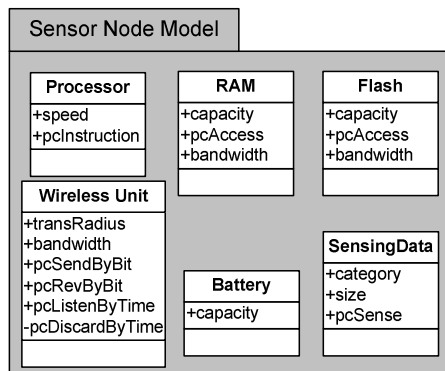 Sensor Node Model
Processor
+speed
+pcInstruction
RAM
+capacity
+pcAccess
+bandwidth
Flash
+capacity
+pcAccess
+bandwidth
Wireless Unit
+transRadius
+bandwidth
+pcSendByBit
+pcRevByBit
+pcListenByTime
-pcDiscardByTime
Battery
+capacity
SensingData
+category
+size
+pcSense